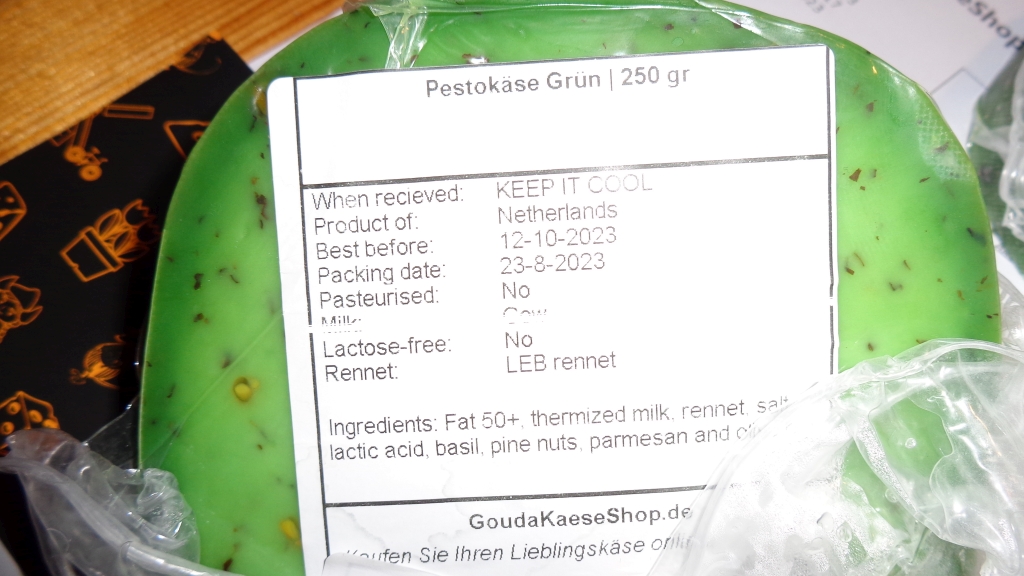 Pestokäse Grün | 250 gr
When recieved: KEEP IT COOL
Product of: Netherlands
Best before: 12-10-2023
Packing date: 23-8-2023
Pasteurised: No
Milk: Cow
Lactose-free: No
Rennet: LEB rennet
Ingredients: Fat 50+, thermized milk, rennet, salt
lactic acid, basil, pine nuts, parmesan and
GoudaKaeseShop.de
Kaufen Sie Ihren Lieblingskäse